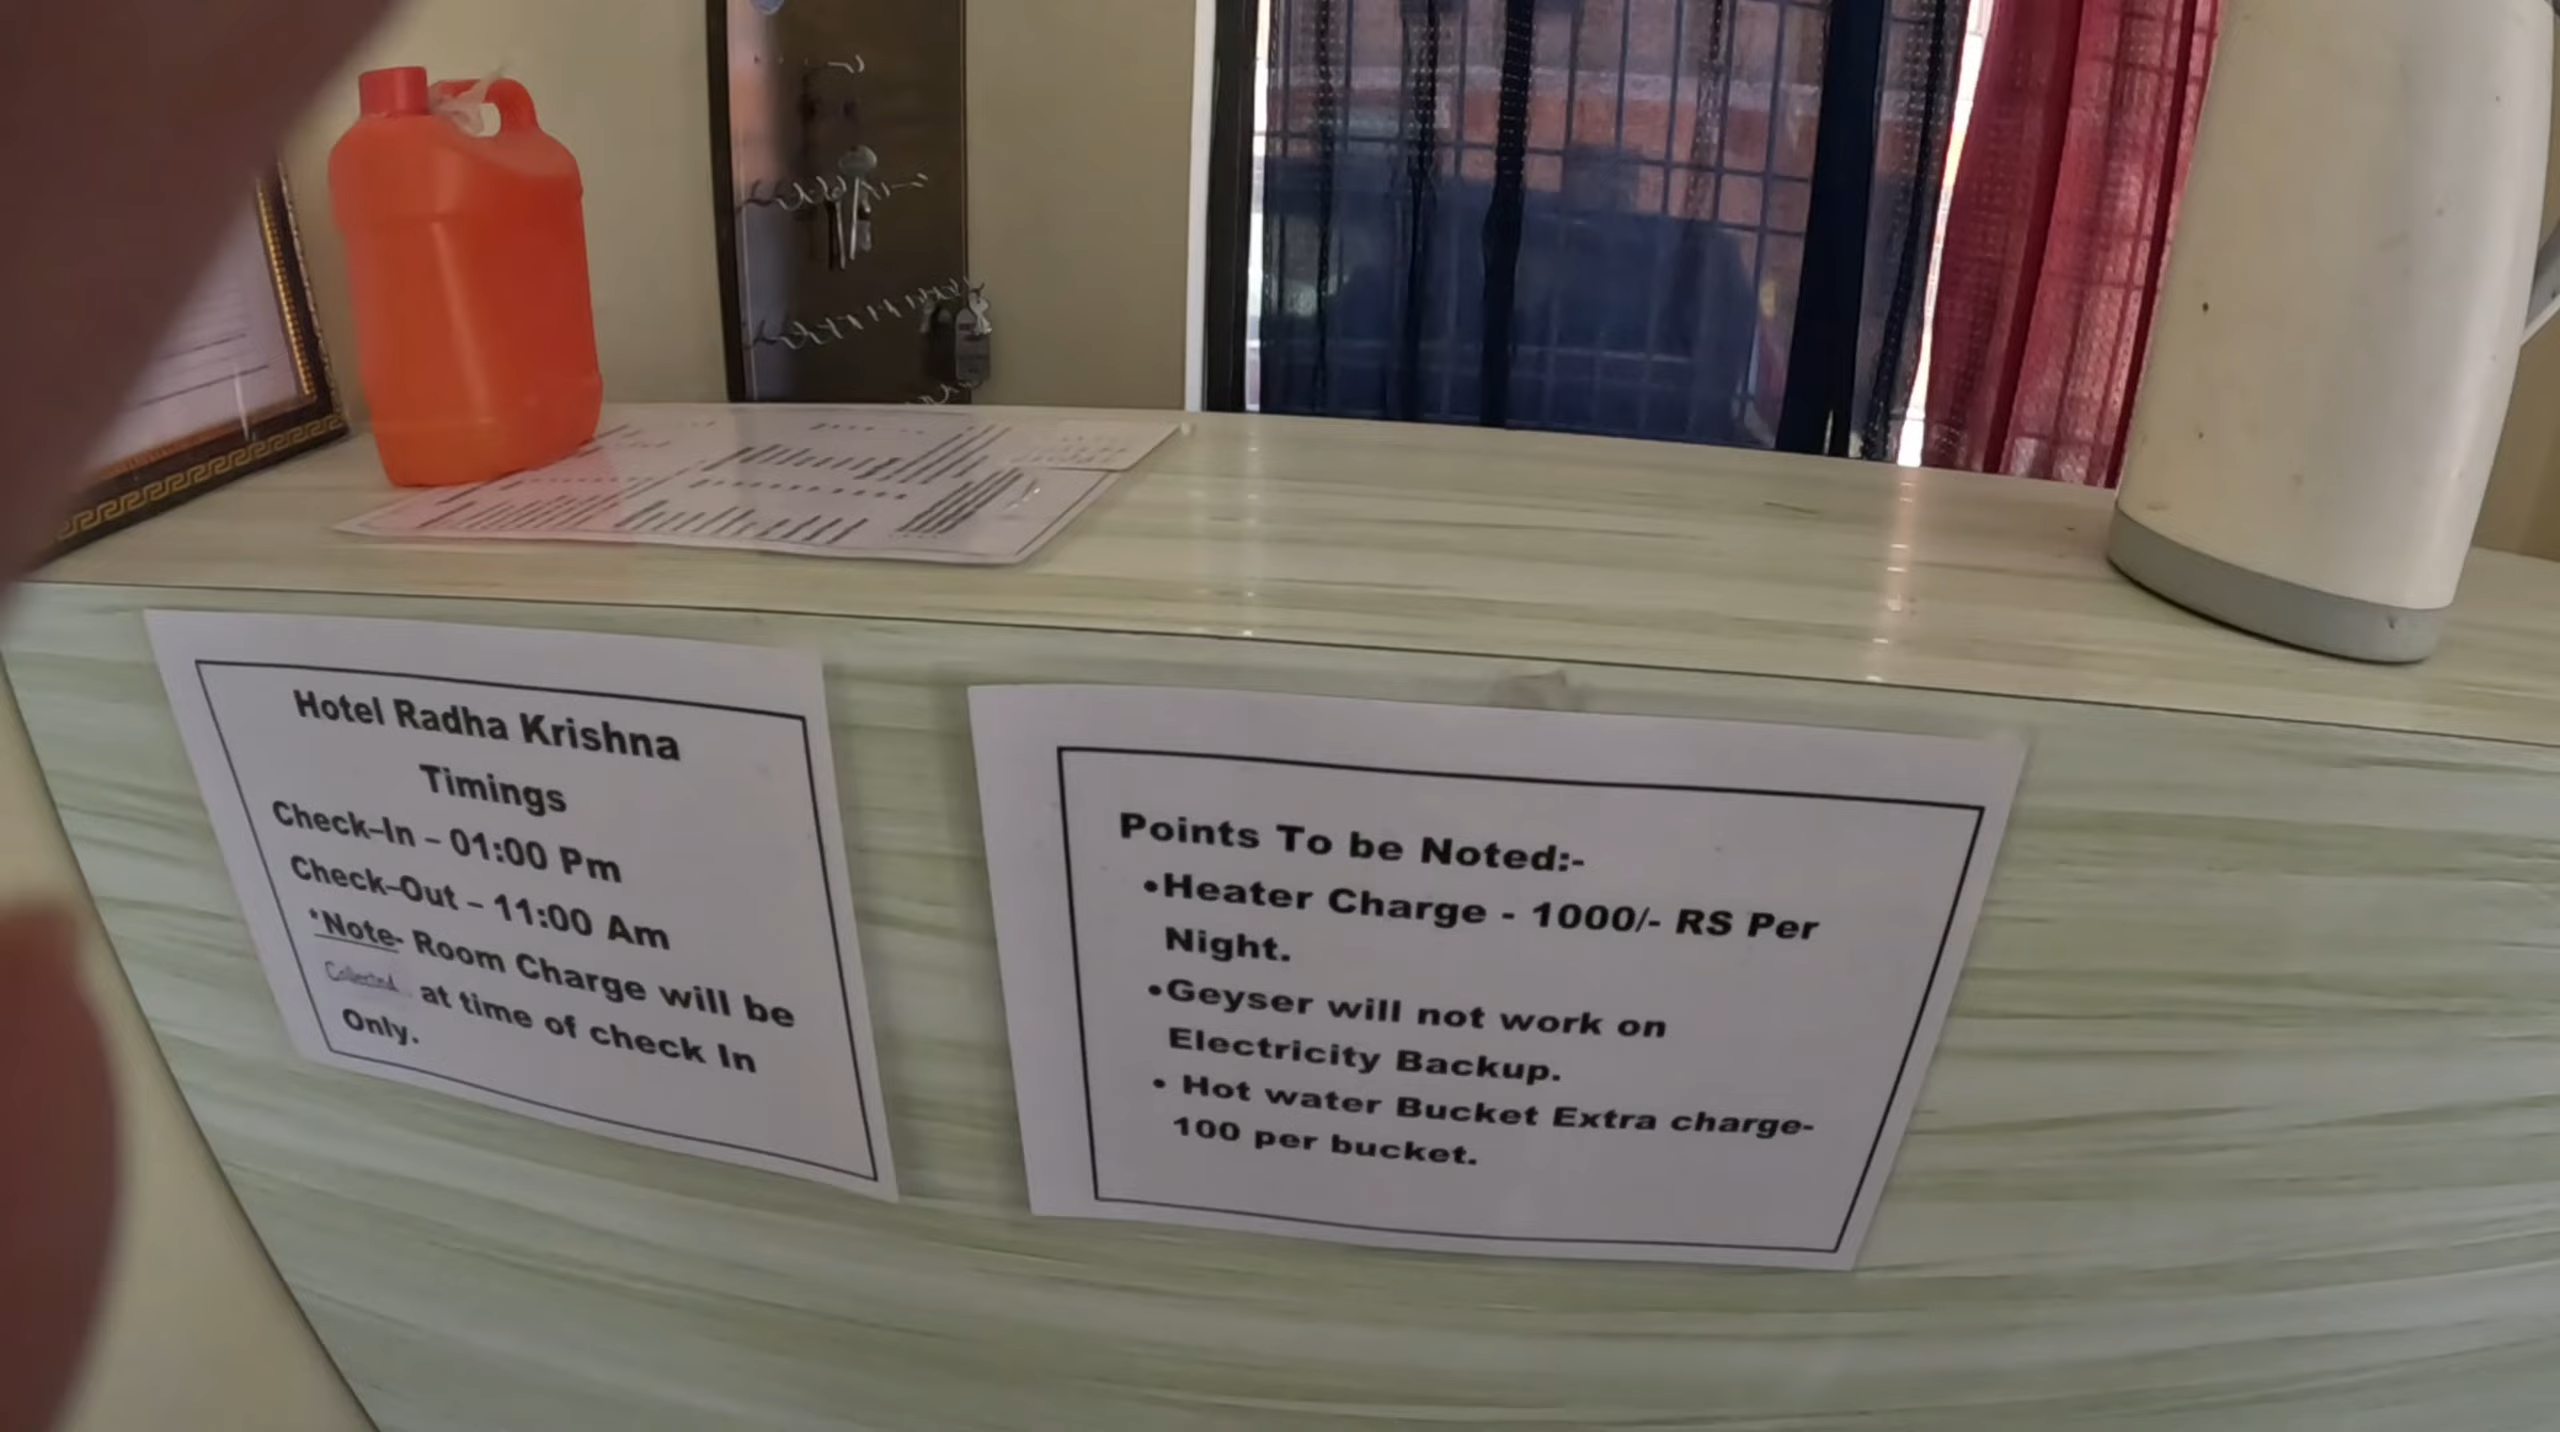 Hotel Radha Krishna
Timings
Check-In - 01:00 Pm
Check-Out - 11:00 Am
*Note- Room Charge will be
Collected at time of check In
Only.
Points To be Noted:-
•Heater Charge - 1000/- RS Per
Night.
•Geyser will not work on
Electricity Backup.
• Hot water Bucket Extra charge-
100 per bucket.